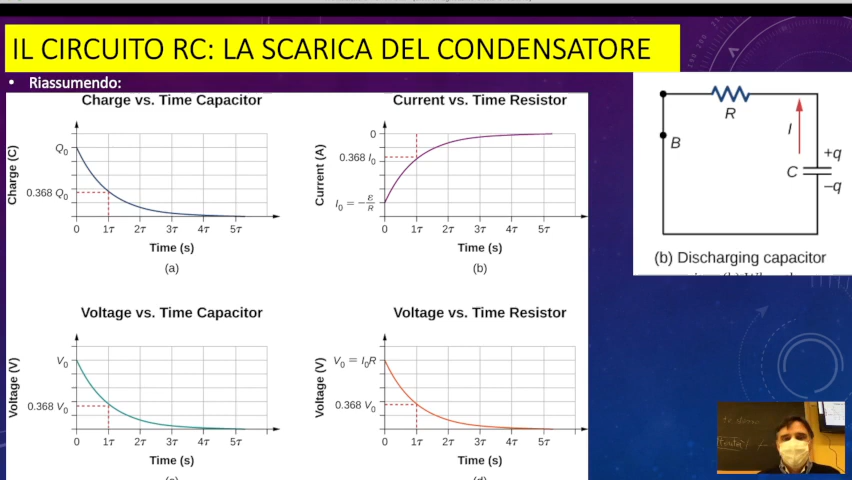 IL CIRCUITO RC: LA SCARICA DEL CONDENSATORE
• Riassumendo:
Charge vs. Time Capacitor
Charge (C)
Q₀
0.368 Q₀
0 1τ 2τ 3τ 4τ 5τ
Time (s)
(a)
Current vs. Time Resistor
Current (A)
0
0.368 I₀
I₀ = −ε/R
0 1τ 2τ 3τ 4τ 5τ
Time (s)
(b)
R
B
I
C
+q
−q
(b) Discharging capacitor
Voltage vs. Time Capacitor
Voltage (V)
V₀
0.368 V₀
0 1τ 2τ 3τ 4τ 5τ
Time (s)
Voltage vs. Time Resistor
Voltage (V)
V₀ = I₀R
0.368 V₀
0 1τ 2τ 3τ 4τ 5τ
Time (s)